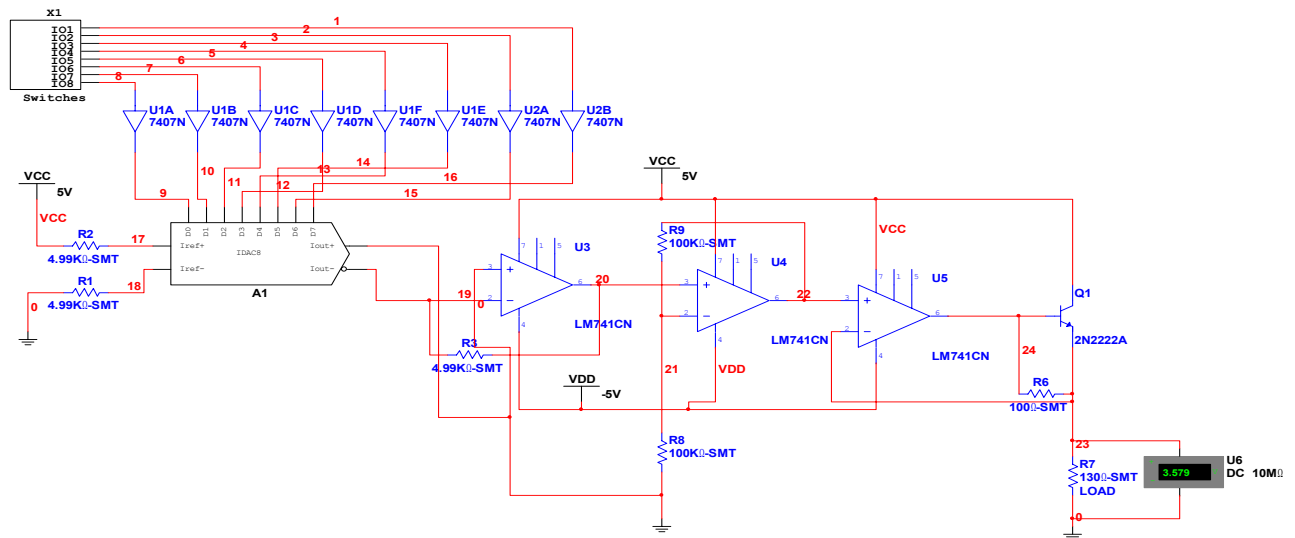 X1
IO1
IO2
IO3
IO4
IO5
IO6
IO7
IO8
Switches
1
2
3
4
5
6
7
8
U1A
7407N
U1B
7407N
U1C
7407N
U1D
7407N
U1F
7407N
U1E
7407N
U2A
7407N
U2B
7407N
9
10
11
12
13
14
15
16
VCC
5V
VCC
R2
4.99KΩ-SMT
17
R1
4.99KΩ-SMT
18
0
D0
D1
D2
D3
D4
D5
D6
D7
Iref+
IDAC8
Iout+
Iref-
Iout-
A1
19
0
R3
4.99KΩ-SMT
U3
7
1
5
3
2
6
4
20
LM741CN
VDD
-5V
VCC
5V
R9
100KΩ-SMT
21
R8
100KΩ-SMT
U4
7
1
5
3
2
6
4
22
LM741CN
VDD
VCC
U5
7
1
5
3
2
6
4
LM741CN
24
Q1
2N2222A
R6
100Ω-SMT
23
R7
130Ω-SMT
LOAD
0
3.579
U6
DC 10MΩ